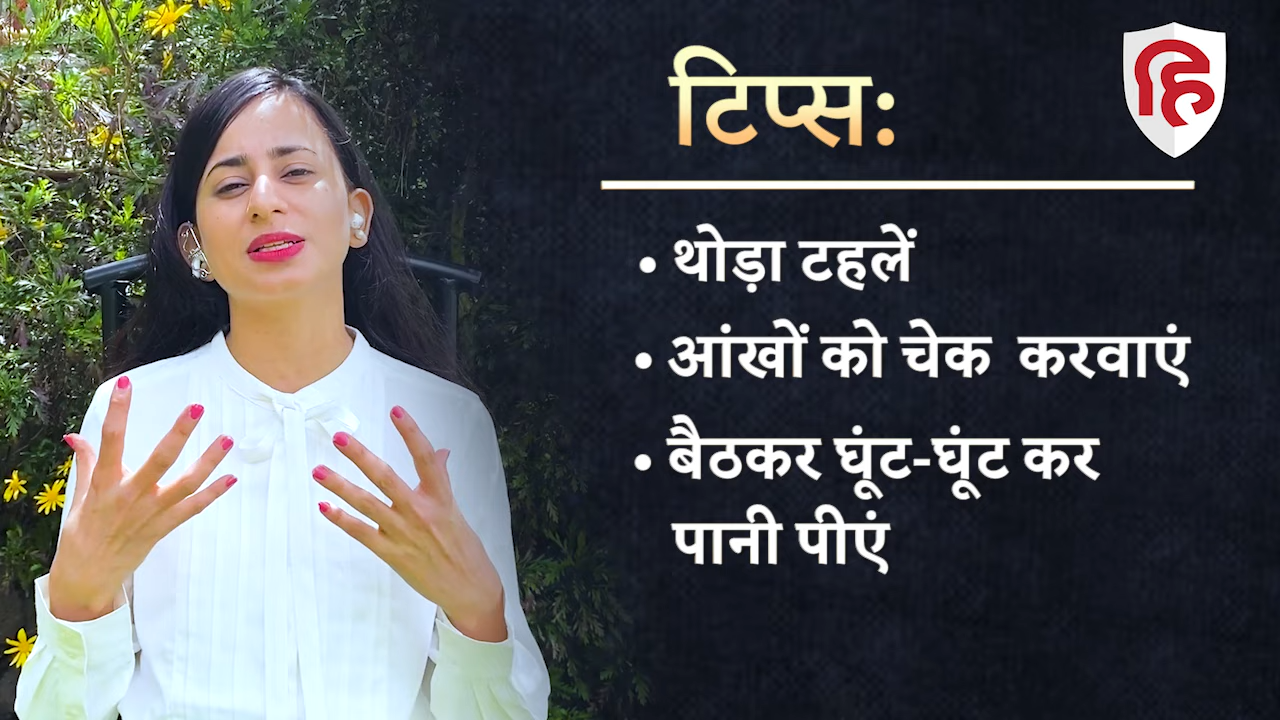 टिप्स:
हि
• थोड़ा टहलें
• आंखों को चेक करवाएं
• बैठकर घूंट-घूंट कर
पानी पीएं